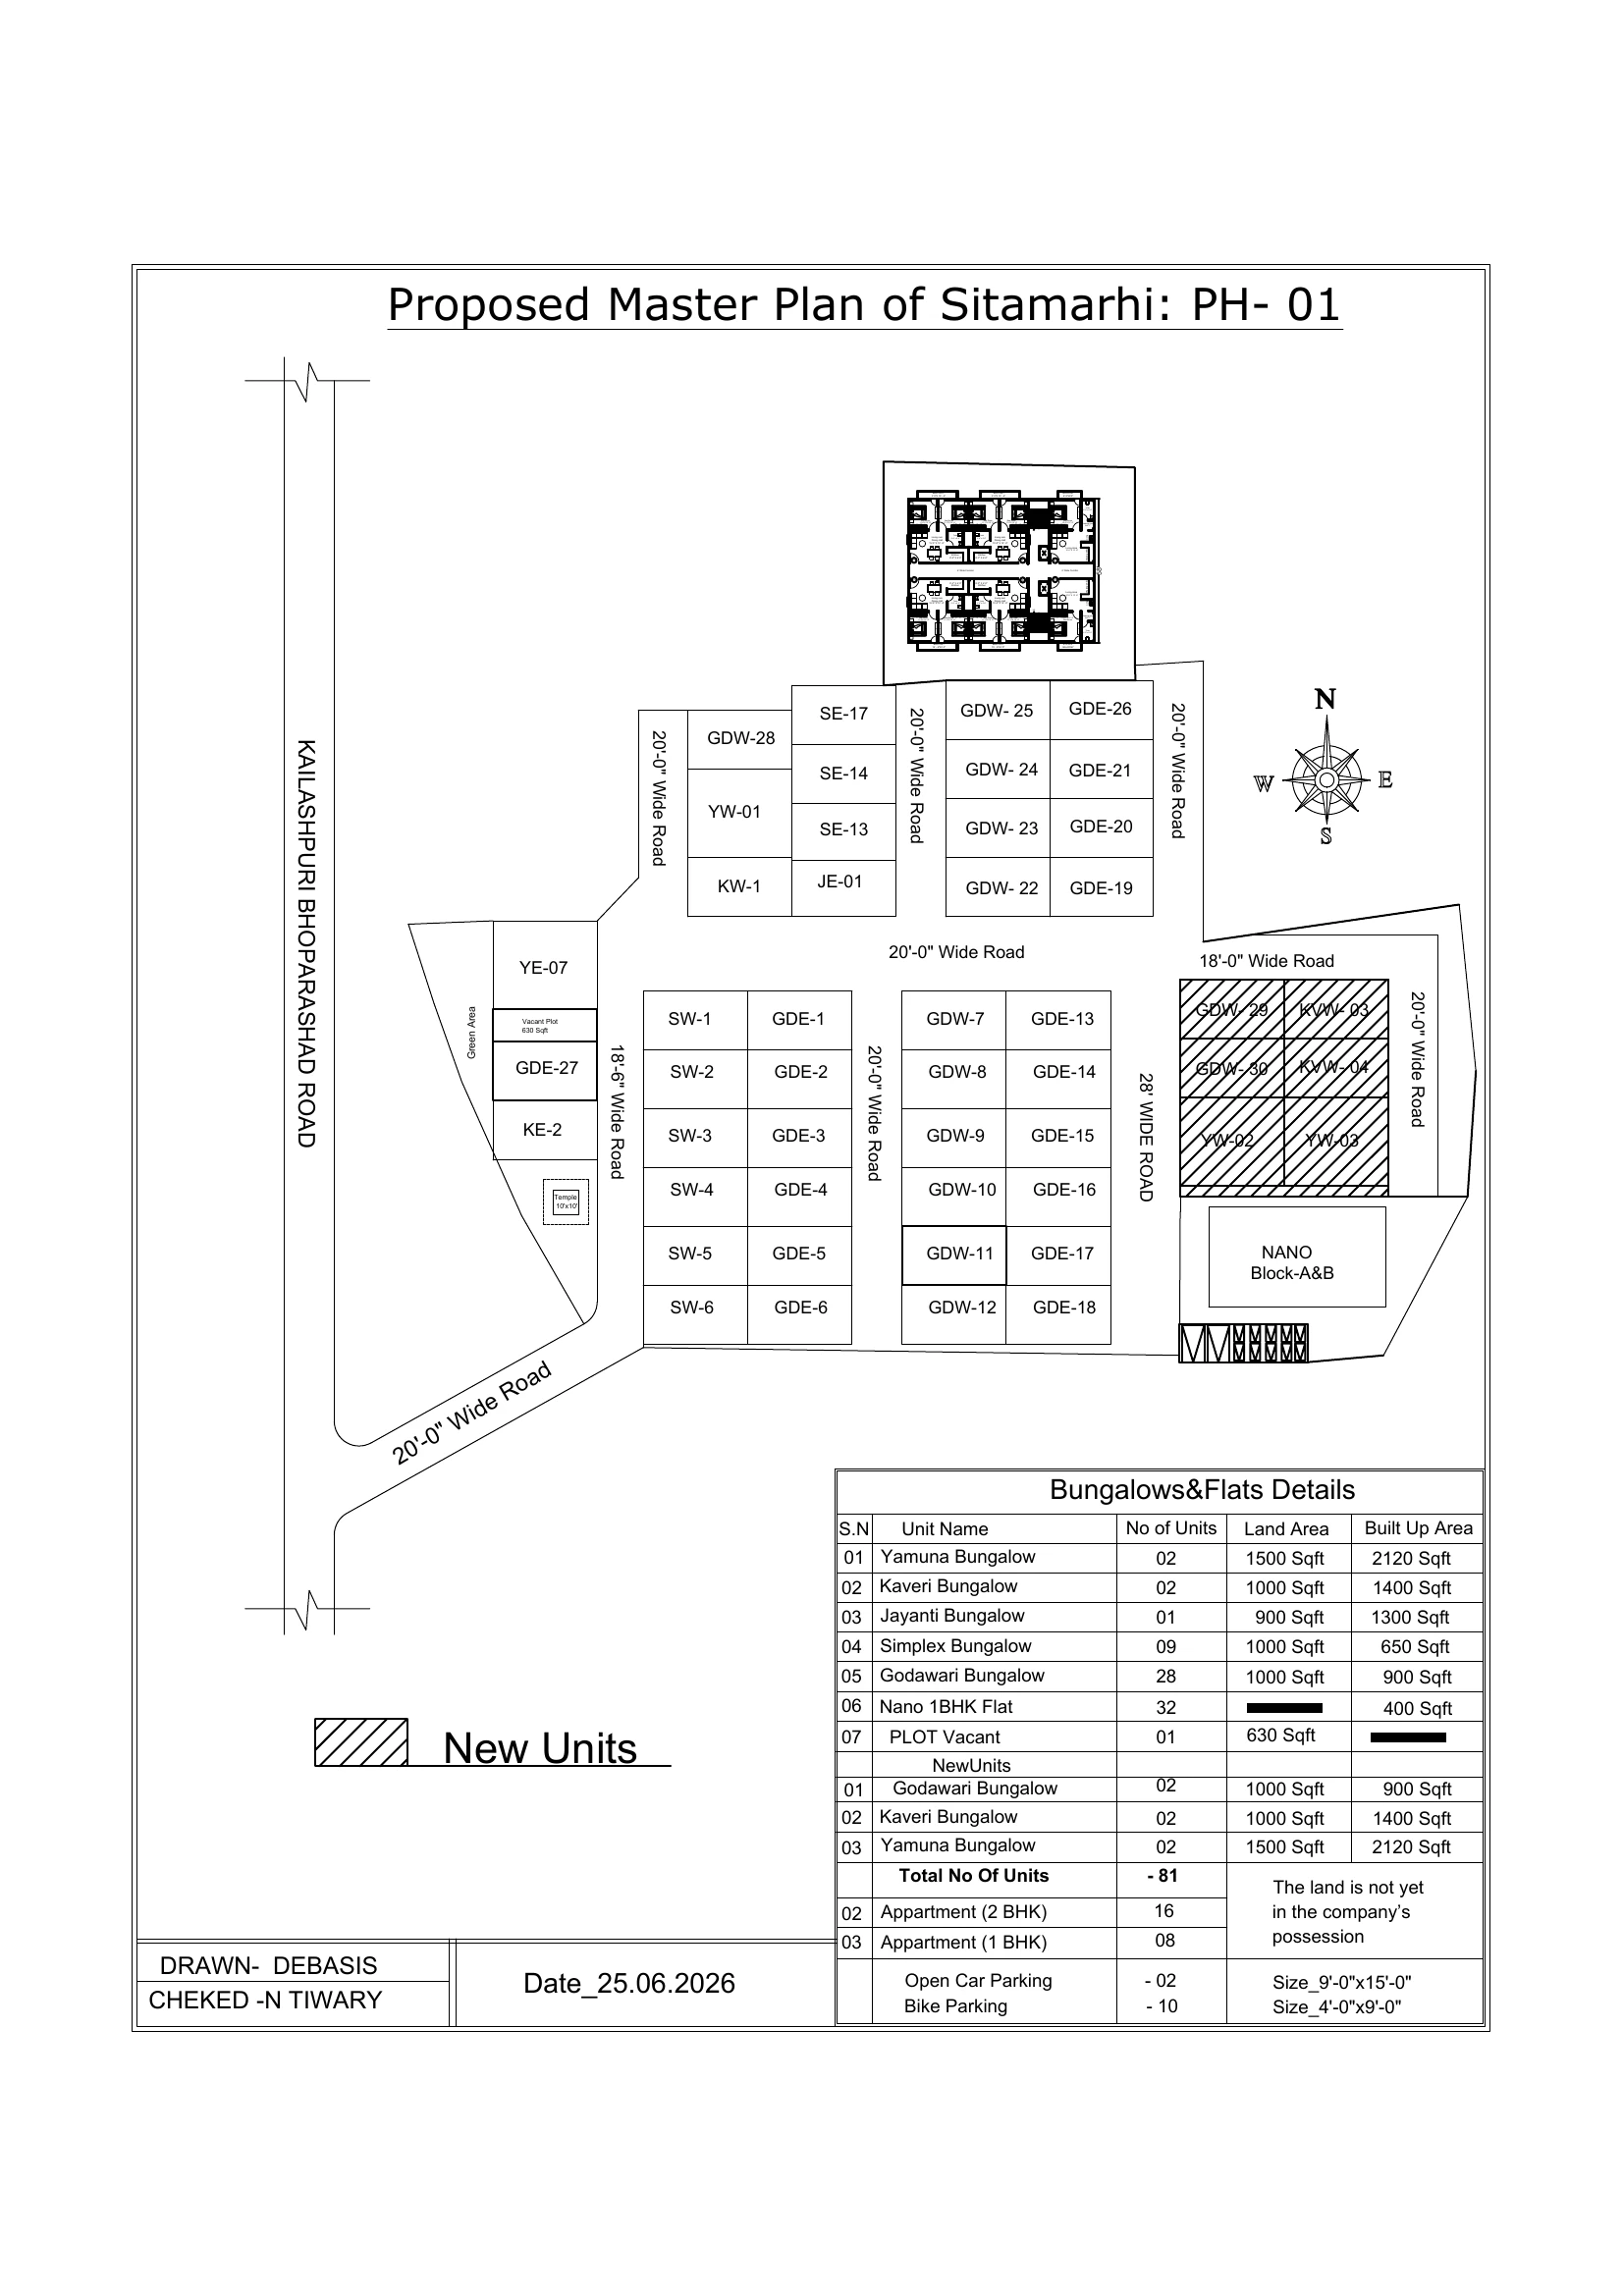 Proposed Master Plan of Sitamarhi: PH- 01
KAILASHPURI BHOPARASHAD ROAD
N
W
E
S
20'-0" Wide Road
GDW-28
YW-01
KW-1
SE-17
SE-14
SE-13
JE-01
20'-0" Wide Road
GDW- 25
GDE-26
GDW- 24
GDE-21
GDW- 23
GDE-20
GDW- 22
GDE-19
20'-0" Wide Road
20'-0" Wide Road
18'-0" Wide Road
Green Area
YE-07
Vacant Plot
630 Sqft
GDE-27
KE-2
Temple
10'x10'
18'-6" Wide Road
SW-1
GDE-1
SW-2
GDE-2
SW-3
GDE-3
SW-4
GDE-4
SW-5
GDE-5
SW-6
GDE-6
20'-0" Wide Road
GDW-7
GDE-13
GDW-8
GDE-14
GDW-9
GDE-15
GDW-10
GDE-16
GDW-11
GDE-17
GDW-12
GDE-18
28' WIDE ROAD
GDW- 29
KVW- 03
GDW- 30
KVW- 04
YW-02
YW-03
20'-0" Wide Road
NANO
Block-A&B
20'-0" Wide Road
New Units
Bungalows&Flats Details
S.N Unit Name No of Units Land Area Built Up Area
01 Yamuna Bungalow 02 1500 Sqft 2120 Sqft
02 Kaveri Bungalow 02 1000 Sqft 1400 Sqft
03 Jayanti Bungalow 01 900 Sqft 1300 Sqft
04 Simplex Bungalow 09 1000 Sqft 650 Sqft
05 Godawari Bungalow 28 1000 Sqft 900 Sqft
06 Nano 1BHK Flat 32 400 Sqft
07 PLOT Vacant 01 630 Sqft
NewUnits
01 Godawari Bungalow 02 1000 Sqft 900 Sqft
02 Kaveri Bungalow 02 1000 Sqft 1400 Sqft
03 Yamuna Bungalow 02 1500 Sqft 2120 Sqft
Total No Of Units - 81
02 Appartment (2 BHK) 16
03 Appartment (1 BHK) 08
The land is not yet
in the company's
possession
Open Car Parking - 02 Size_9'-0"x15'-0"
Bike Parking - 10 Size_4'-0"x9'-0"
DRAWN- DEBASIS
CHEKED -N TIWARY
Date_25.06.2026